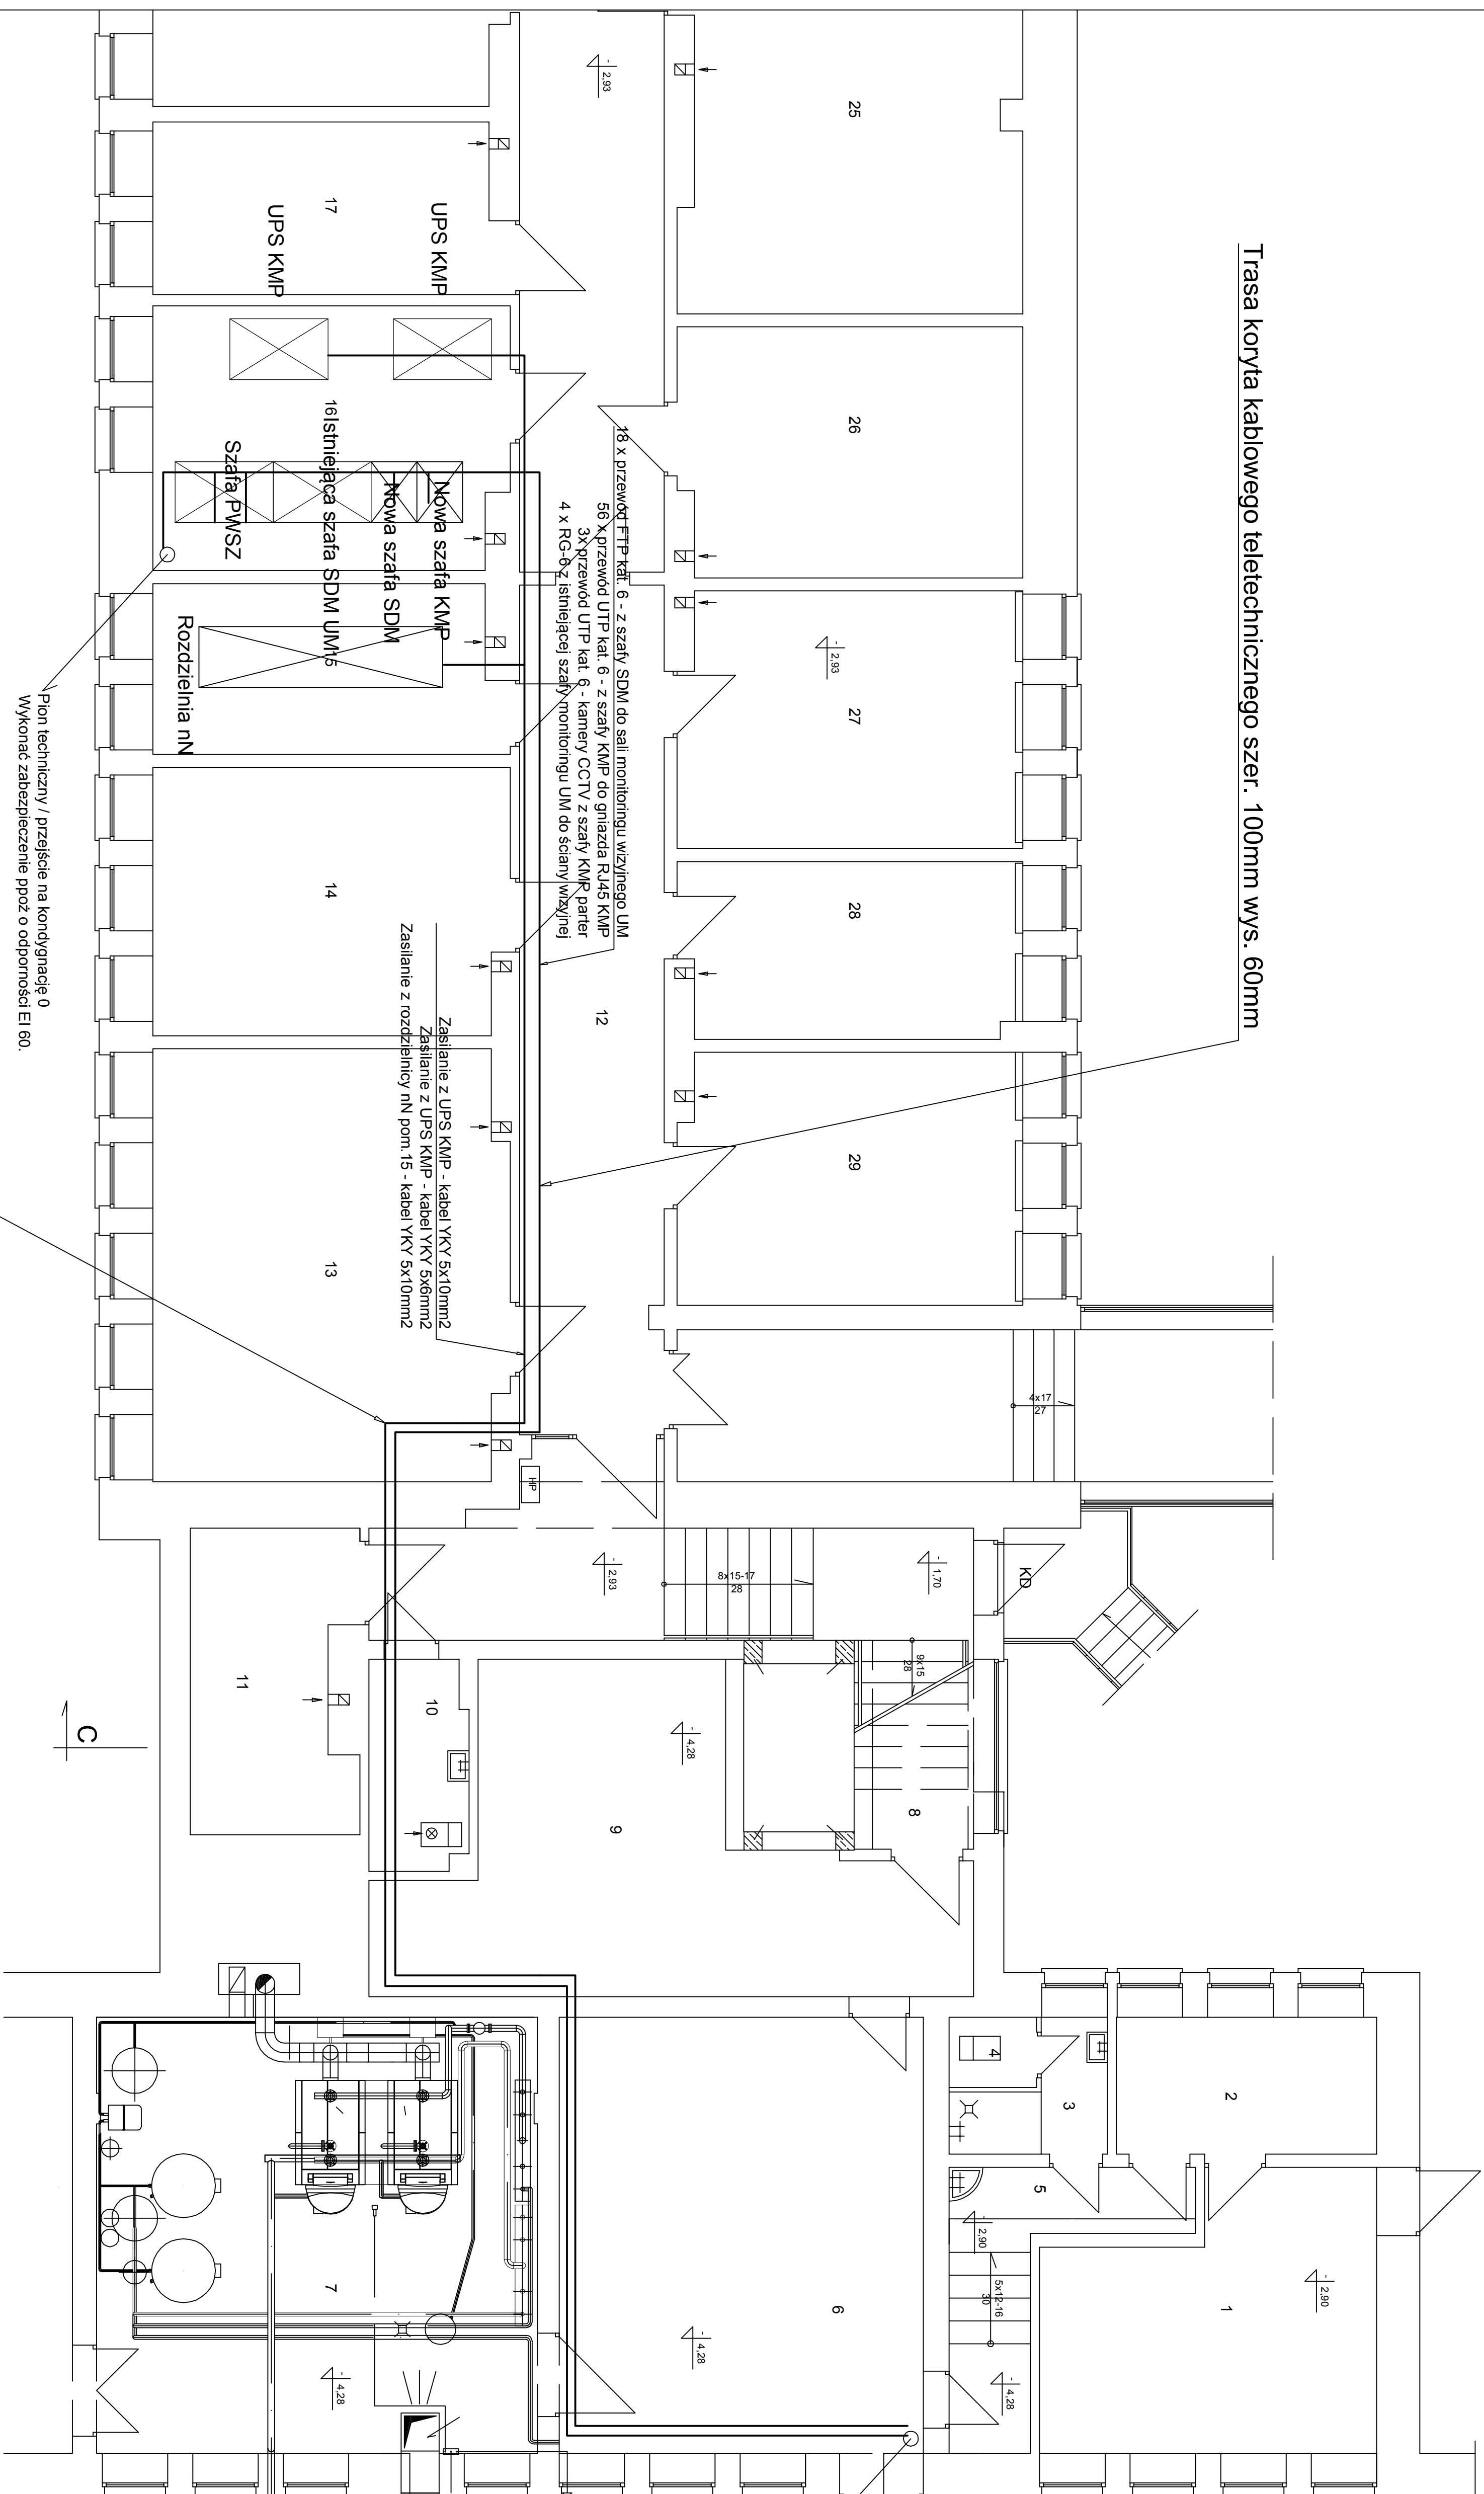 Trasa koryta kablowego teletechnicznego szer. 100mm wys. 60mm
25
26
27
28
29
-
2,93
-
2,93
18 x przewód FTP kat. 6 - z szafy SDM do sali monitoringu wizyjnego UM
56 x przewód UTP kat. 6 - z szafy KMP do gniazda RJ45 KMP
3x przewód UTP kat. 6 - kamery CCTV z szafy KMP parter
4 x RG-6 z istniejącej szafy monitoringu UM do ściany wizyjnej
12
Zasilanie z UPS KMP - kabel YKY 5x10mm2
Zasilanie z UPS KMP - kabel YKY 5x6mm2
Zasilanie z rozdzielnicy nN pom.15 - kabel YKY 5x10mm2
17
UPS KMP
UPS KMP
16
Nowa szafa KMP
Nowa szafa SDM
Istniejąca szafa SDM UM
Szafa PWSZ
15
Rozdzielnia nN
14
13
Pion techniczny / przejście na kondygnację 0
Wykonać zabezpieczenie ppoż o odporności EI 60.
4x17
27
HP
KD
-
1,70
-
2,93
8x15-17
28
9x15
28
8
9
-
4,28
10
11
C
1
-
2,90
2
3
4
5
-
2,90
5x12-16
30
-
4,28
6
-
4,28
7
-
4,28